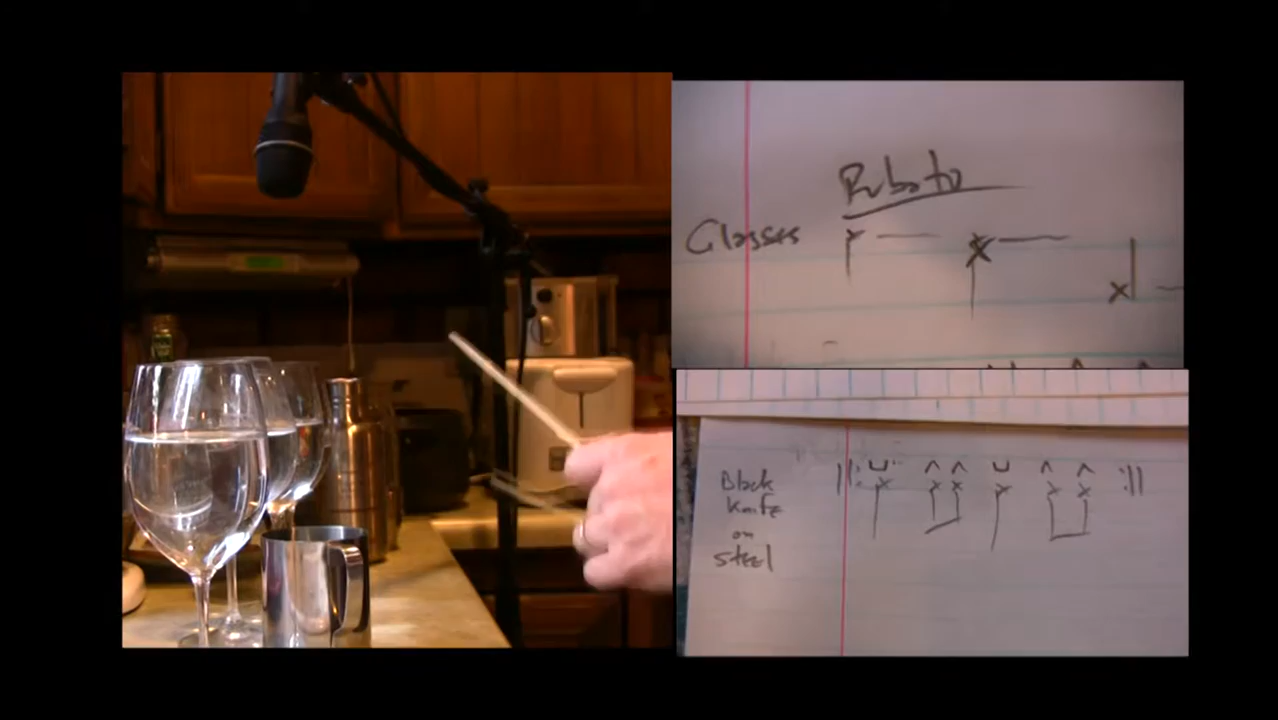 Rubato
Glasses
Black
knife
on
steel